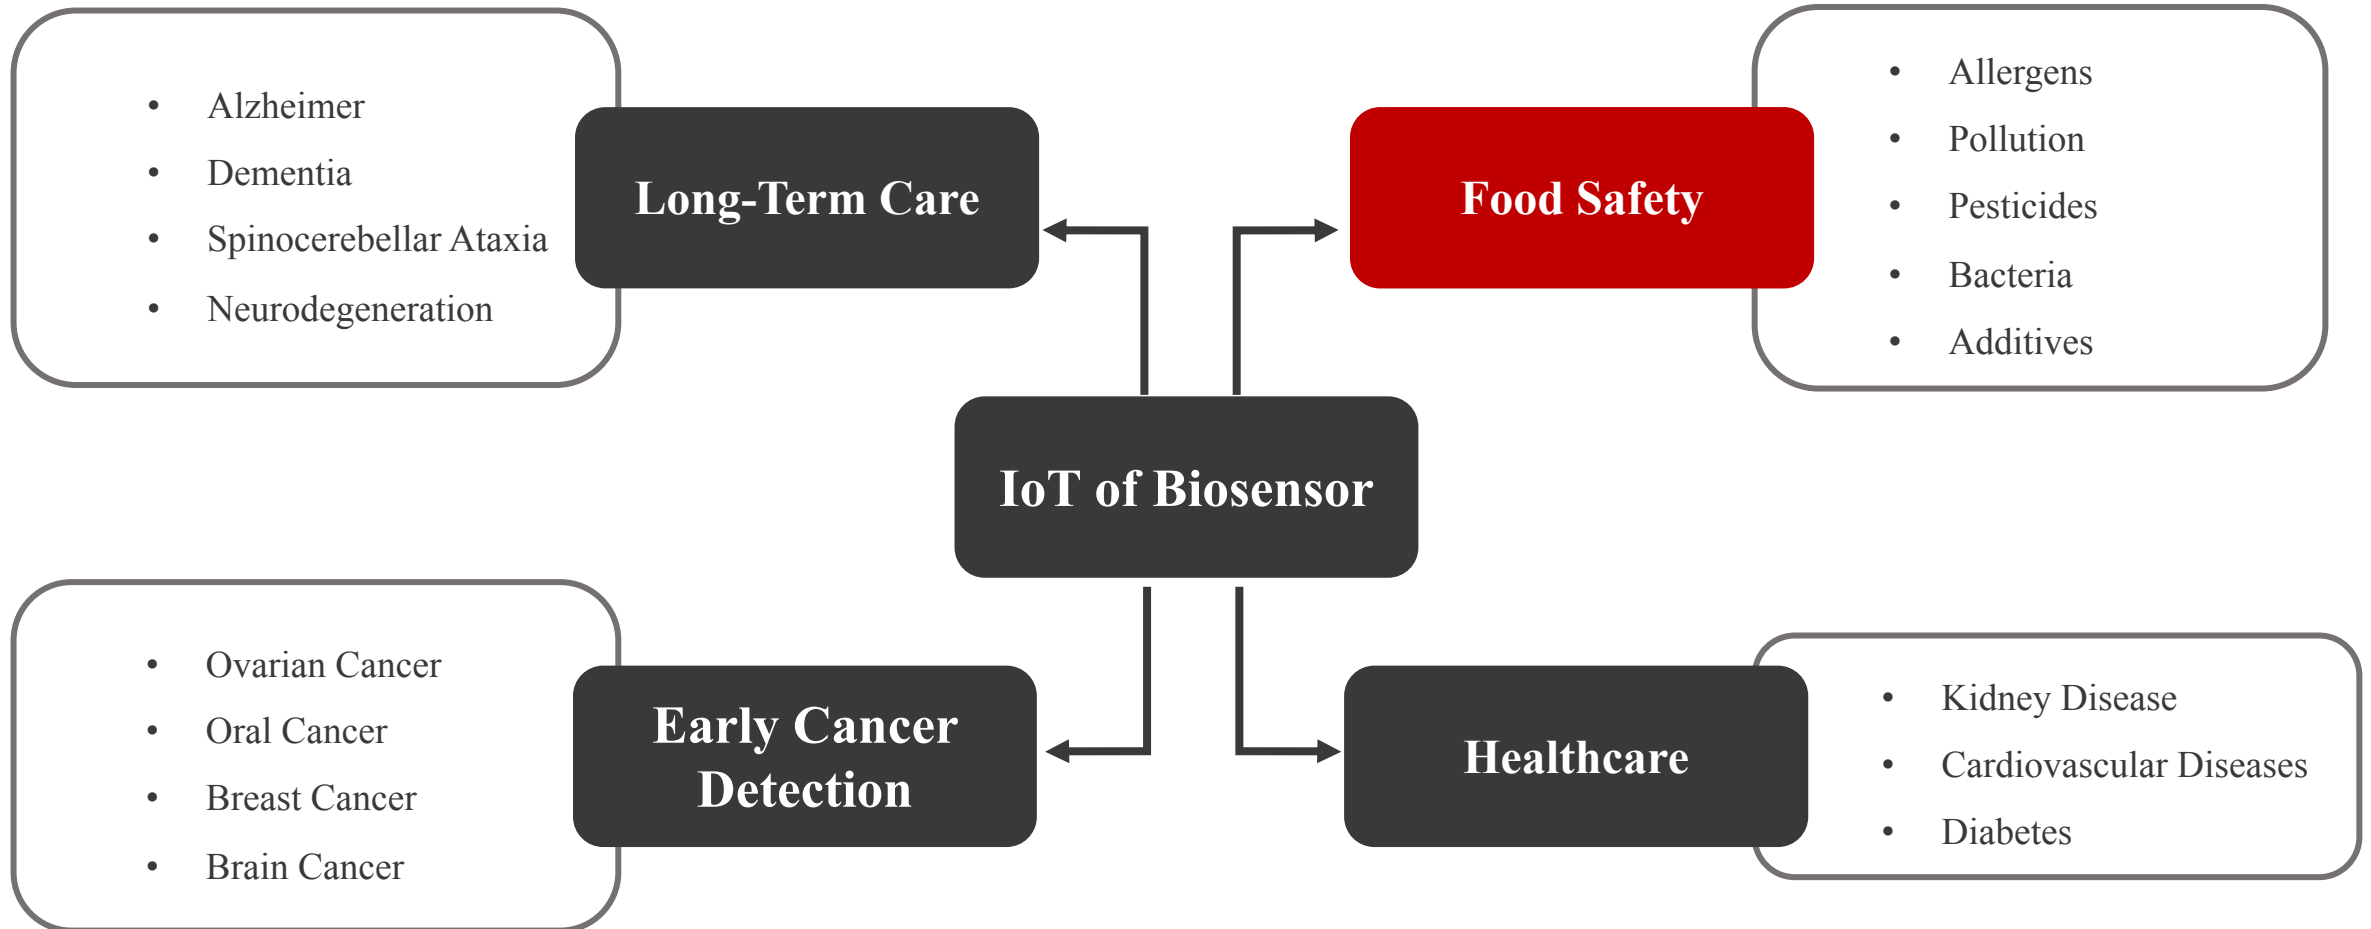 • Alzheimer
• Dementia
• Spinocerebellar Ataxia
• Neurodegeneration
Long-Term Care
Food Safety
• Allergens
• Pollution
• Pesticides
• Bacteria
• Additives
IoT of Biosensor
• Ovarian Cancer
• Oral Cancer
• Breast Cancer
• Brain Cancer
Early Cancer
Detection
Healthcare
• Kidney Disease
• Cardiovascular Diseases
• Diabetes